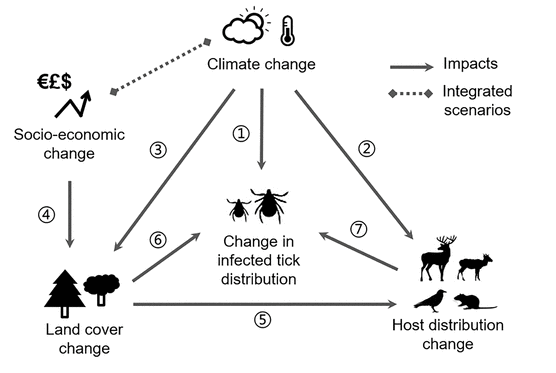 Climate change
Impacts
Integrated
scenarios
€£$
Socio-economic
change
①
②
③
④
Change in
infected tick
distribution
⑥
⑦
Land cover
change
⑤
Host distribution
change